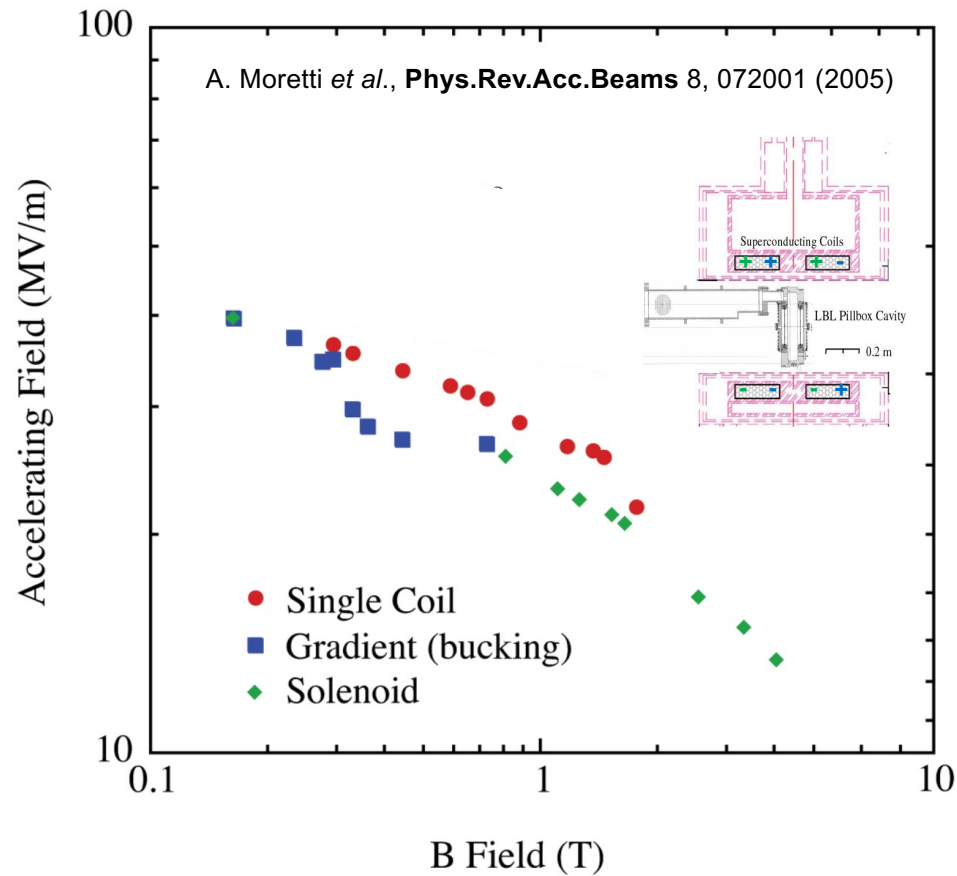 100
A. Moretti et al., Phys.Rev.Acc.Beams 8, 072001 (2005)
Accelerating Field (MV/m)
Superconducting Coils
+ + + -
LBL Pillbox Cavity
0.2 m
- - - +
Single Coil
Gradient (bucking)
Solenoid
10
0.1
1
10
B Field (T)